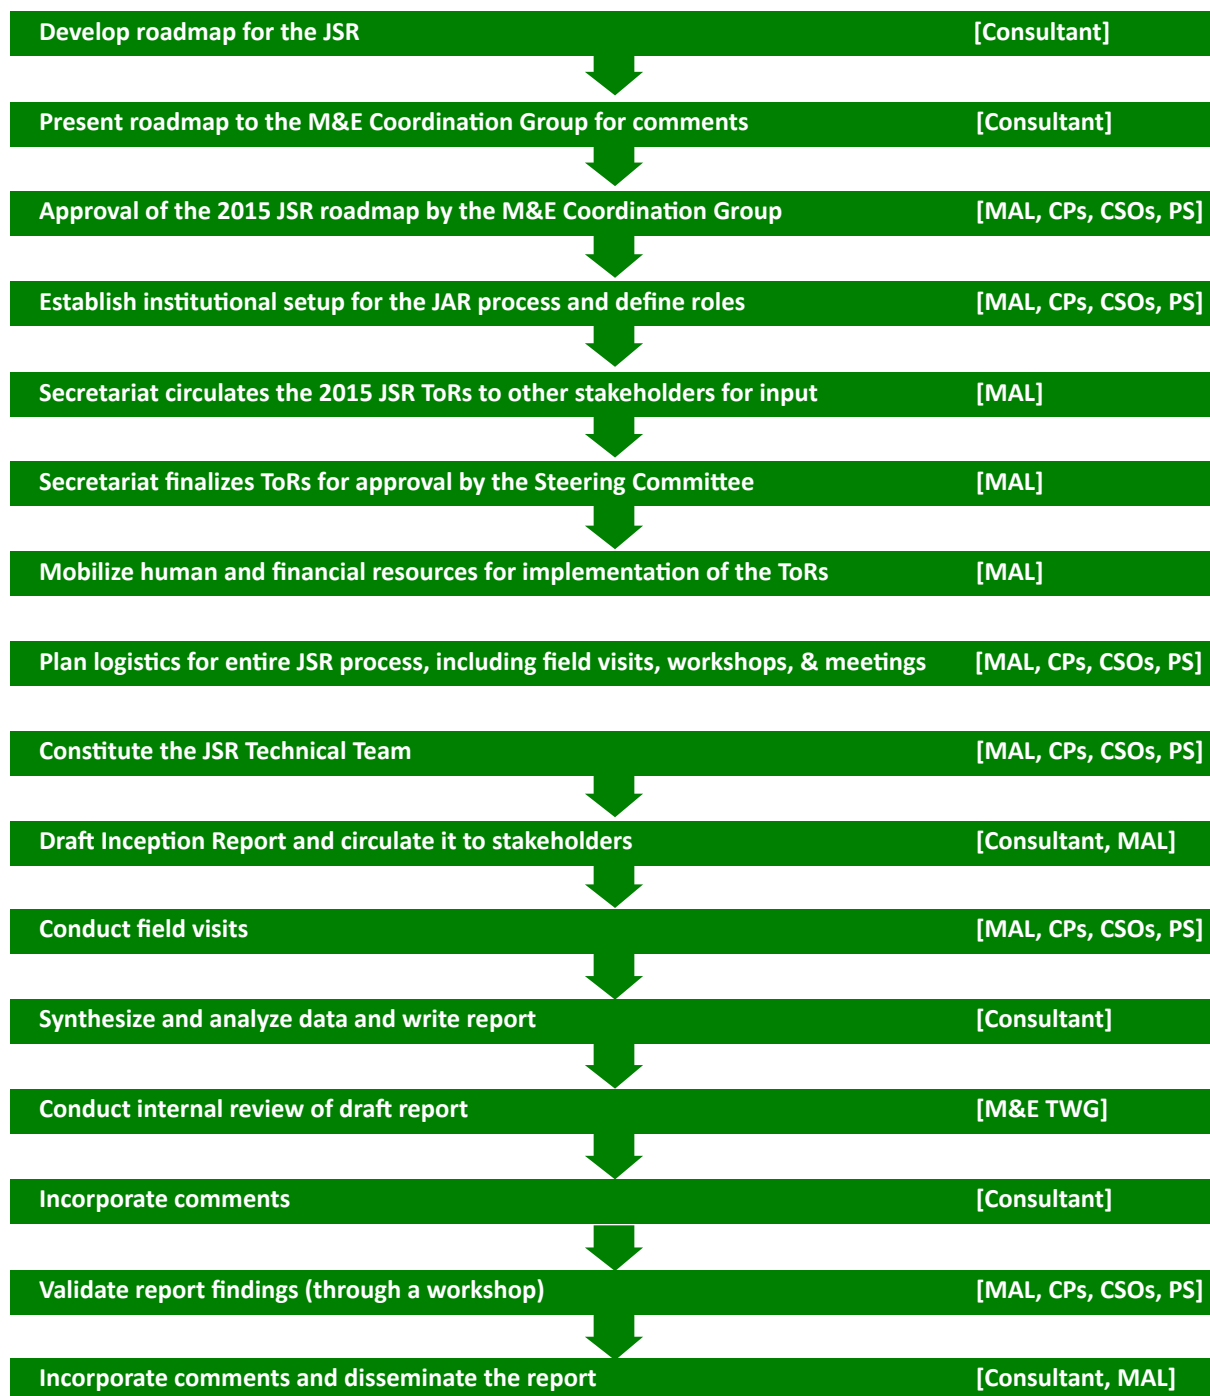 Develop roadmap for the JSR [Consultant]
Present roadmap to the M&E Coordination Group for comments [Consultant]
Approval of the 2015 JSR roadmap by the M&E Coordination Group [MAL, CPs, CSOs, PS]
Establish institutional setup for the JAR process and define roles [MAL, CPs, CSOs, PS]
Secretariat circulates the 2015 JSR ToRs to other stakeholders for input [MAL]
Secretariat finalizes ToRs for approval by the Steering Committee [MAL]
Mobilize human and financial resources for implementation of the ToRs [MAL]
Plan logistics for entire JSR process, including field visits, workshops, & meetings [MAL, CPs, CSOs, PS]
Constitute the JSR Technical Team [MAL, CPs, CSOs, PS]
Draft Inception Report and circulate it to stakeholders [Consultant, MAL]
Conduct field visits [MAL, CPs, CSOs, PS]
Synthesize and analyze data and write report [Consultant]
Conduct internal review of draft report [M&E TWG]
Incorporate comments [Consultant]
Validate report findings (through a workshop) [MAL, CPs, CSOs, PS]
Incorporate comments and disseminate the report [Consultant, MAL]